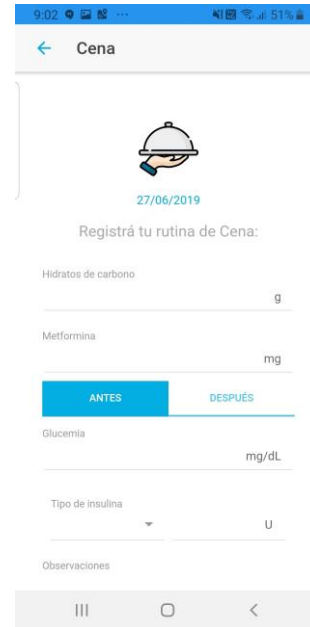 9:02 ... 51%
Cena
27/06/2019
Registrá tu rutina de Cena:
Hidratos de carbono
g
Metformina
mg
ANTES DESPUÉS
Glucemia
mg/dL
Tipo de insulina
U
Observaciones